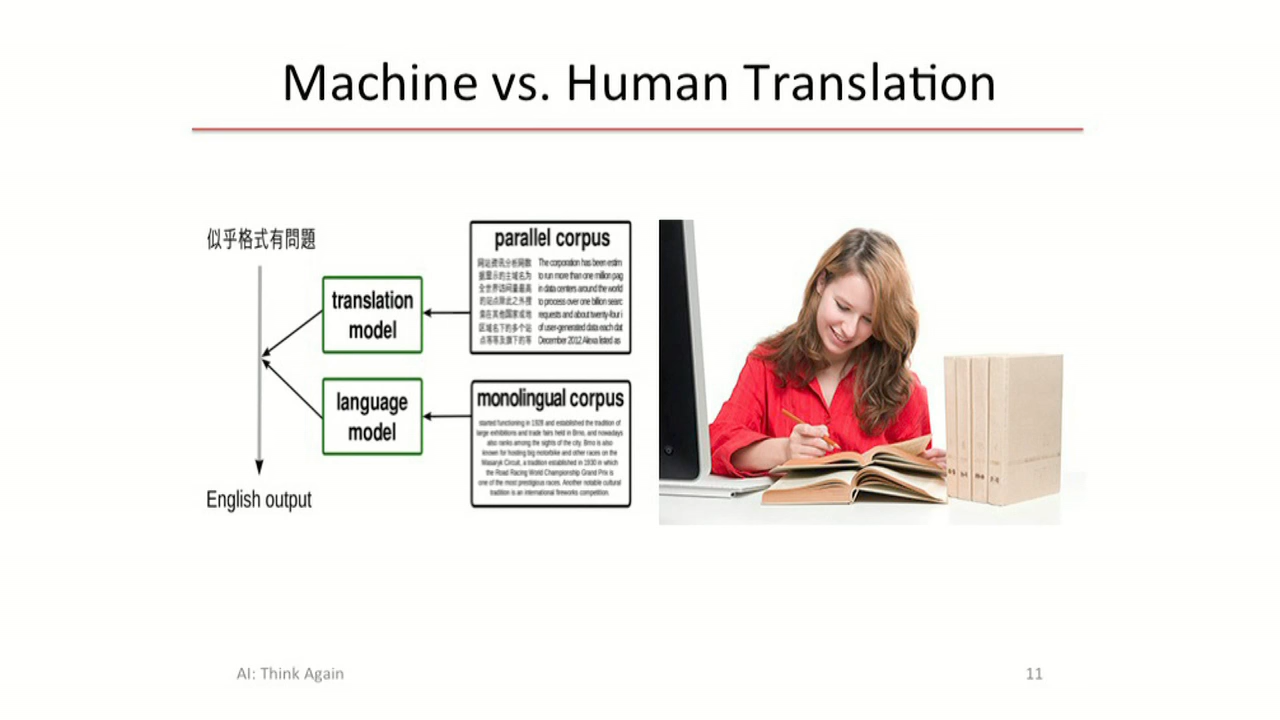 Machine vs. Human Translation
似乎格式有問題
translation
model
language
model
English output
parallel corpus
The corporation has been estim
to run more than one million pag
in data centers around the world
to process over one billion searc
requests and about twenty-four i
of user-generated data each dat
December 2012 Alexa listed as
monolingual corpus
started functioning in 1928 and established the tradition of
large exhibitions and trade fairs held in Brno, and nowadays
also ranks among the sights of the city. Brno is also
known for hosting big motorbike and other races on the
Masaryk Circuit, a tradition established in 1930 in which
the Road Racing World Championship Grand Prix is
one of the most prestigious races. Another notable cultural
tradition is an international fireworks competition.
AI: Think Again
11